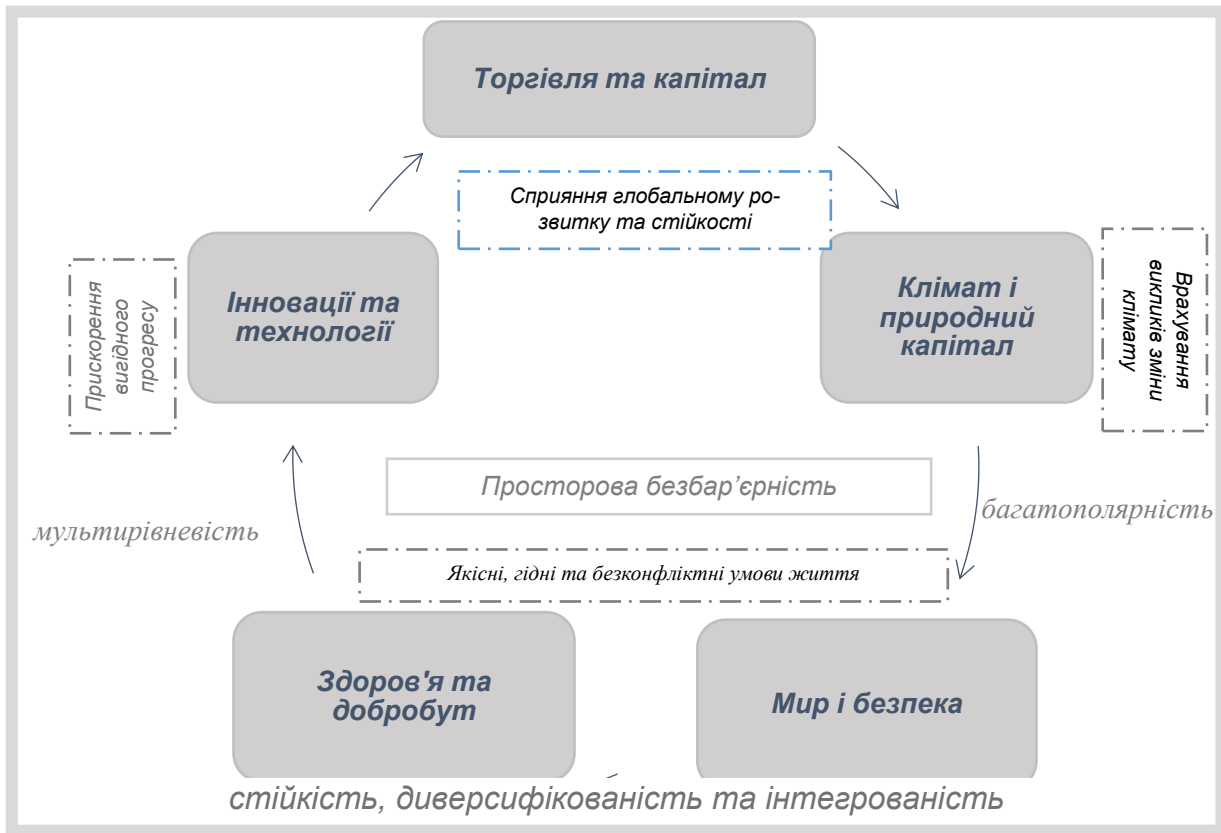 Торгівля та капітал
Сприяння глобальному ро-
звитку та стійкості
Прискорення
вигідного
прогресу
Інновації та
технології
Клімат і
природний
капітал
Врахування
викликів зміни
клімату
Просторова безбар’єрність
мультирівневість
багатополярність
Якісні, гідні та безконфліктні умови життя
Здоров'я та
добробут
Мир і безпека
стійкість, диверсифікованість та інтегрованість